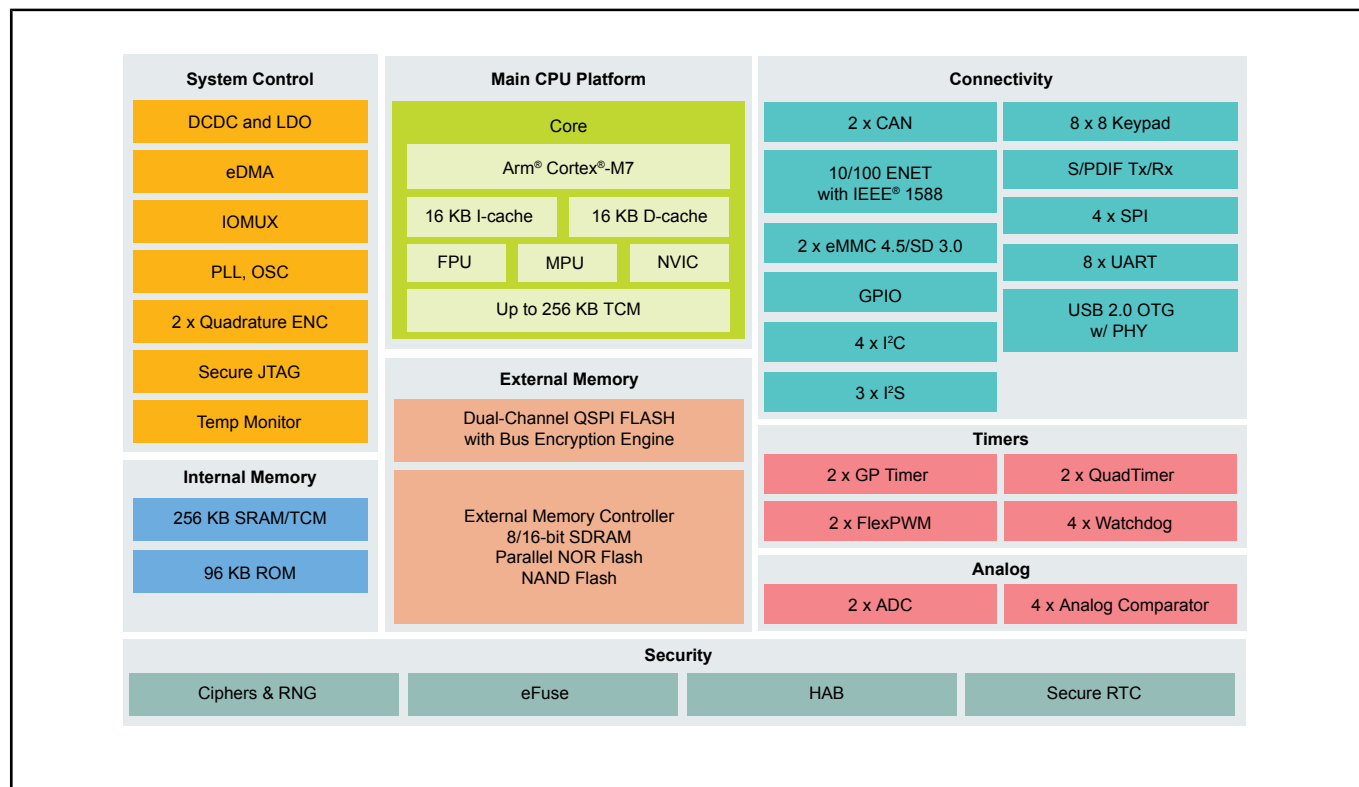 System Control
DCDC and LDO
eDMA
IOMUX
PLL, OSC
2 x Quadrature ENC
Secure JTAG
Temp Monitor
Internal Memory
256 KB SRAM/TCM
96 KB ROM
Main CPU Platform
Core
Arm® Cortex®-M7
16 KB I-cache
16 KB D-cache
FPU
MPU
NVIC
Up to 256 KB TCM
External Memory
Dual-Channel QSPI FLASH
with Bus Encryption Engine
External Memory Controller
8/16-bit SDRAM
Parallel NOR Flash
NAND Flash
Connectivity
2 x CAN
10/100 ENET
with IEEE® 1588
2 x eMMC 4.5/SD 3.0
GPIO
4 x I²C
3 x I²S
8 x 8 Keypad
S/PDIF Tx/Rx
4 x SPI
8 x UART
USB 2.0 OTG
w/ PHY
Timers
2 x GP Timer
2 x QuadTimer
2 x FlexPWM
4 x Watchdog
Analog
2 x ADC
4 x Analog Comparator
Security
Ciphers & RNG
eFuse
HAB
Secure RTC